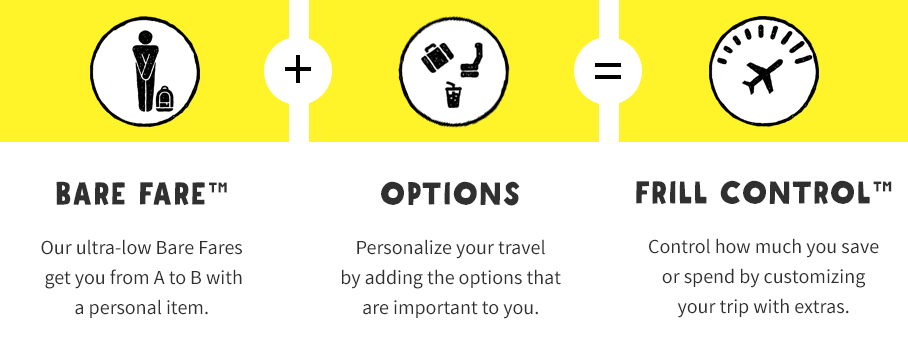 +
=
BARE FARE™
Our ultra-low Bare Fares
get you from A to B with
a personal item.
OPTIONS
Personalize your travel
by adding the options that
are important to you.
FRILL CONTROL™
Control how much you save
or spend by customizing
your trip with extras.